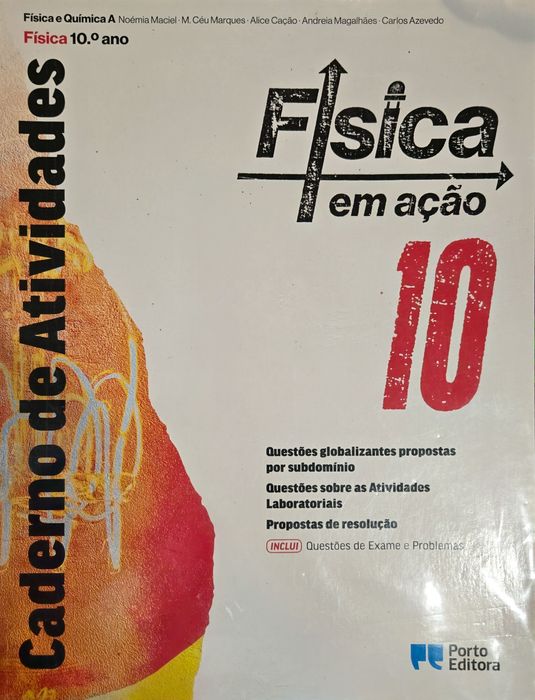 Física e Química A Noémia Maciel · M. Céu Marques · Alice Cação · Andreia Magalhães · Carlos Azevedo
Física 10.º ano
Caderno de Atividades
Física
em ação
10
Questões globalizantes propostas
por subdomínio
Questões sobre as Atividades
Laboratoriais
Propostas de resolução
INCLUI Questões de Exame e Problemas
Porto
Editora